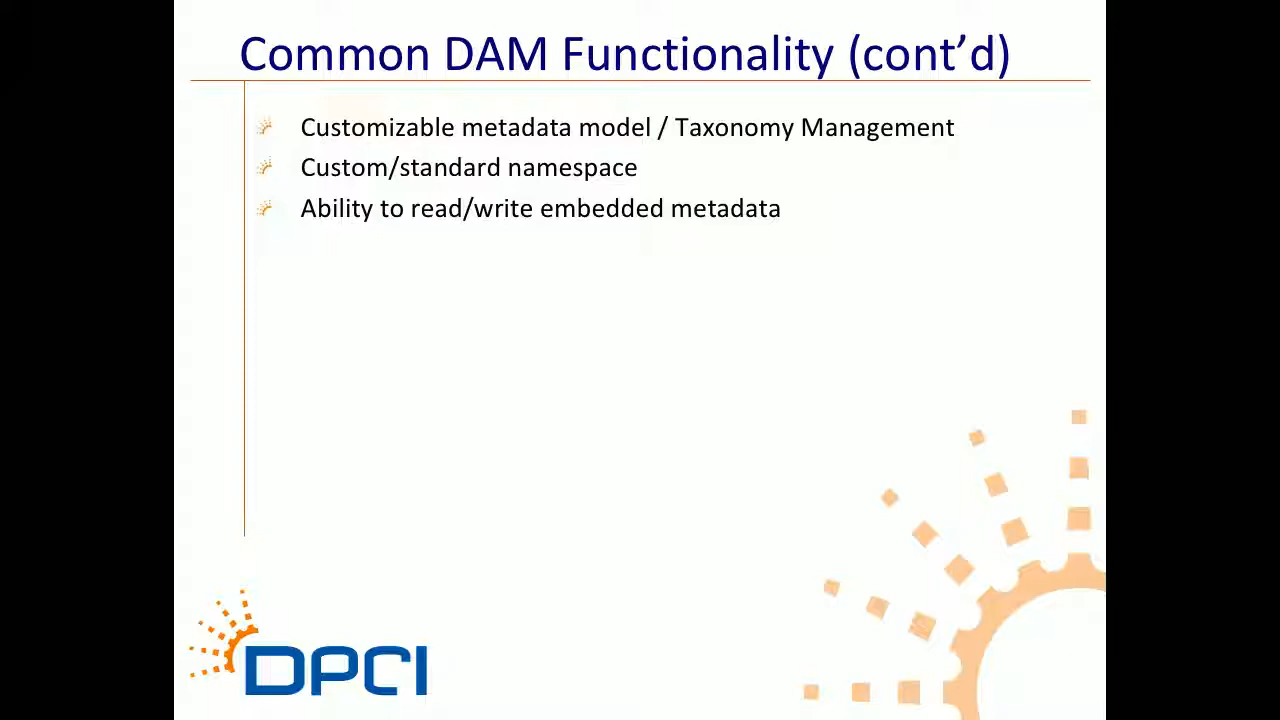 Common DAM Functionality (cont’d)
Customizable metadata model / Taxonomy Management
Custom/standard namespace
Ability to read/write embedded metadata
DPCI